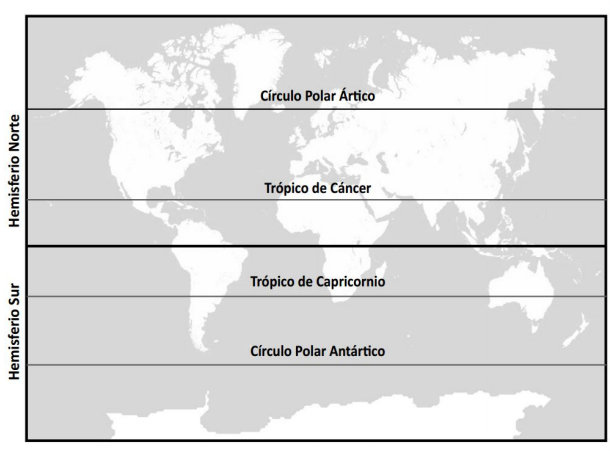 Círculo Polar Ártico
Hemisferio Norte
Trópico de Cáncer
Trópico de Capricornio
Hemisferio Sur
Círculo Polar Antártico